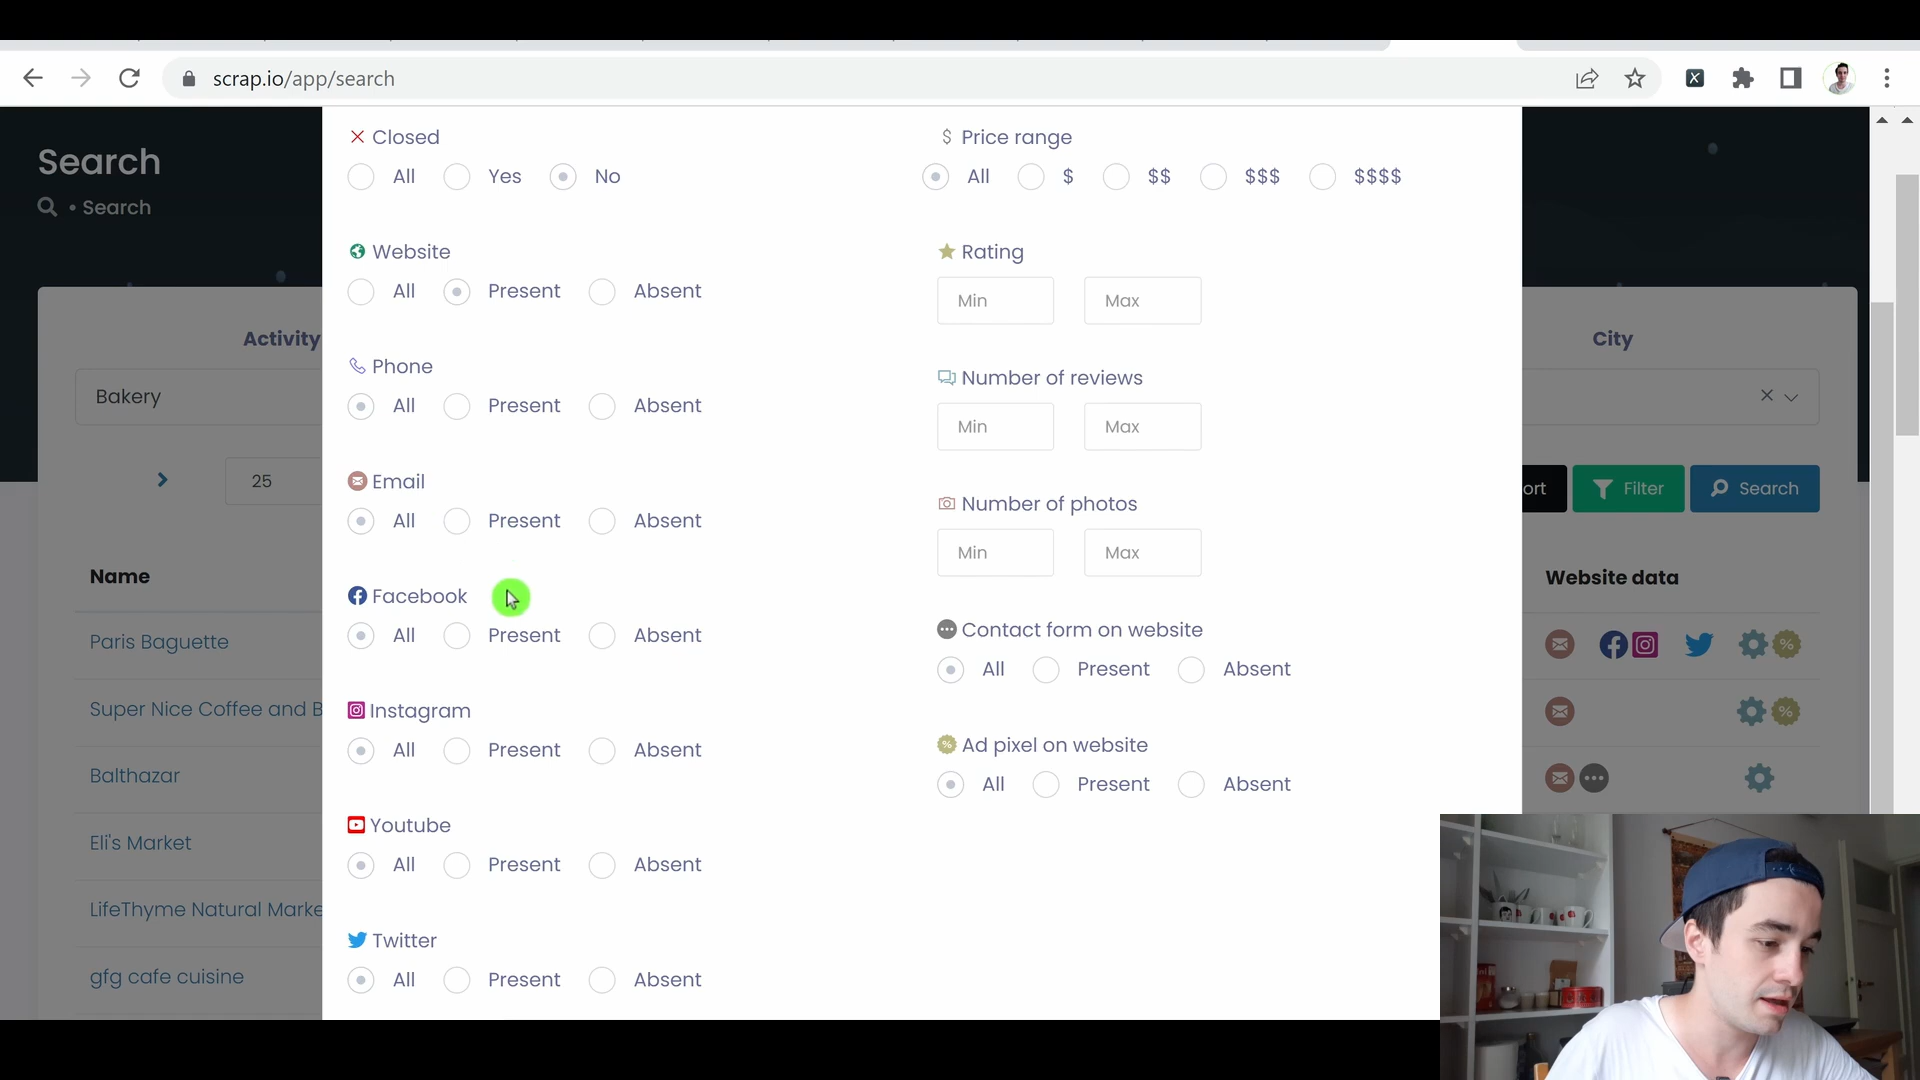 scrap.io/app/search
Search
• Search
Closed
All Yes No
Website
All Present Absent
Phone
All Present Absent
Email
All Present Absent
Facebook
All Present Absent
Instagram
All Present Absent
Youtube
All Present Absent
Twitter
All Present Absent
$ Price range
All $ $$ $$$ $$$$
Rating
Min Max
Number of reviews
Min Max
Number of photos
Min Max
Contact form on website
All Present Absent
% Ad pixel on website
All Present Absent
Activity
Bakery
25
Name
Paris Baguette
Super Nice Coffee and B
Balthazar
Eli's Market
LifeThyme Natural Marke
gfg cafe cuisine
City
ort Filter Search
Website data
%
%